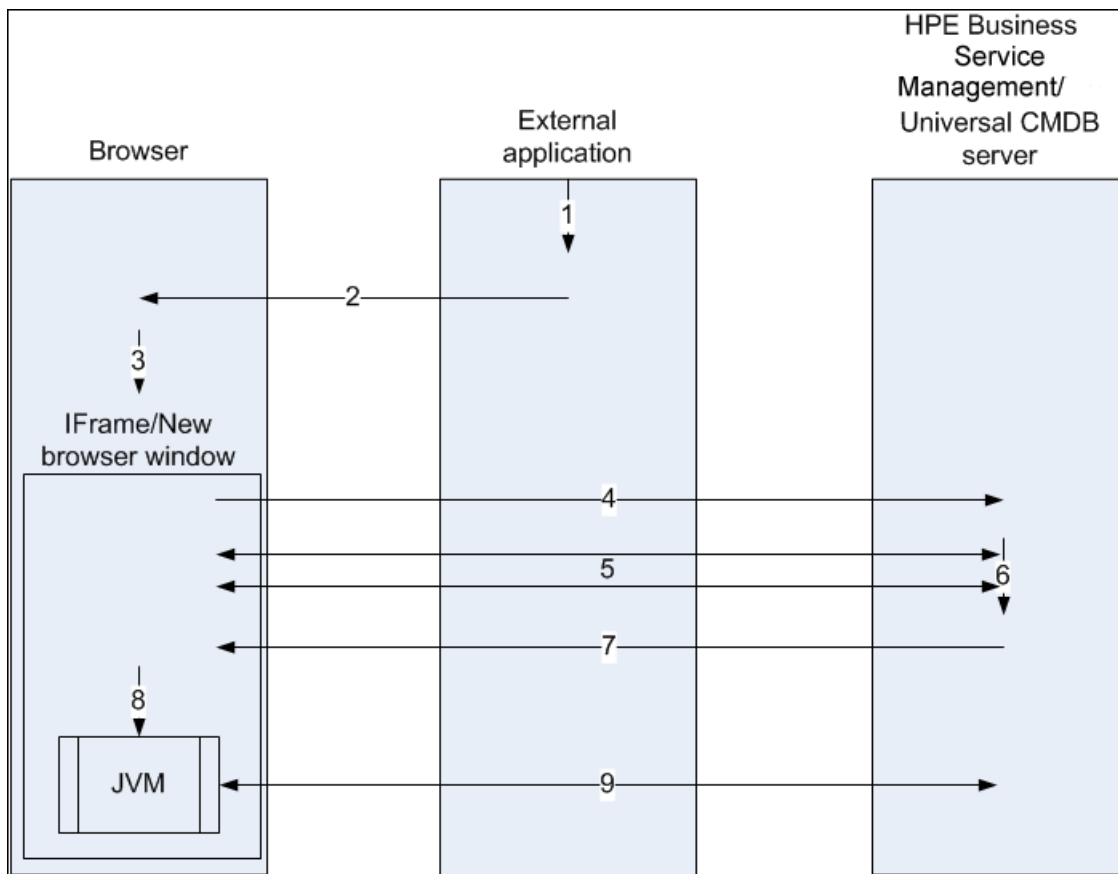 HPE Business
Service
Management/
Universal CMDB
server
External
application
Browser
1
2
3
IFrame/New
browser window
4
5
6
7
8
JVM
9